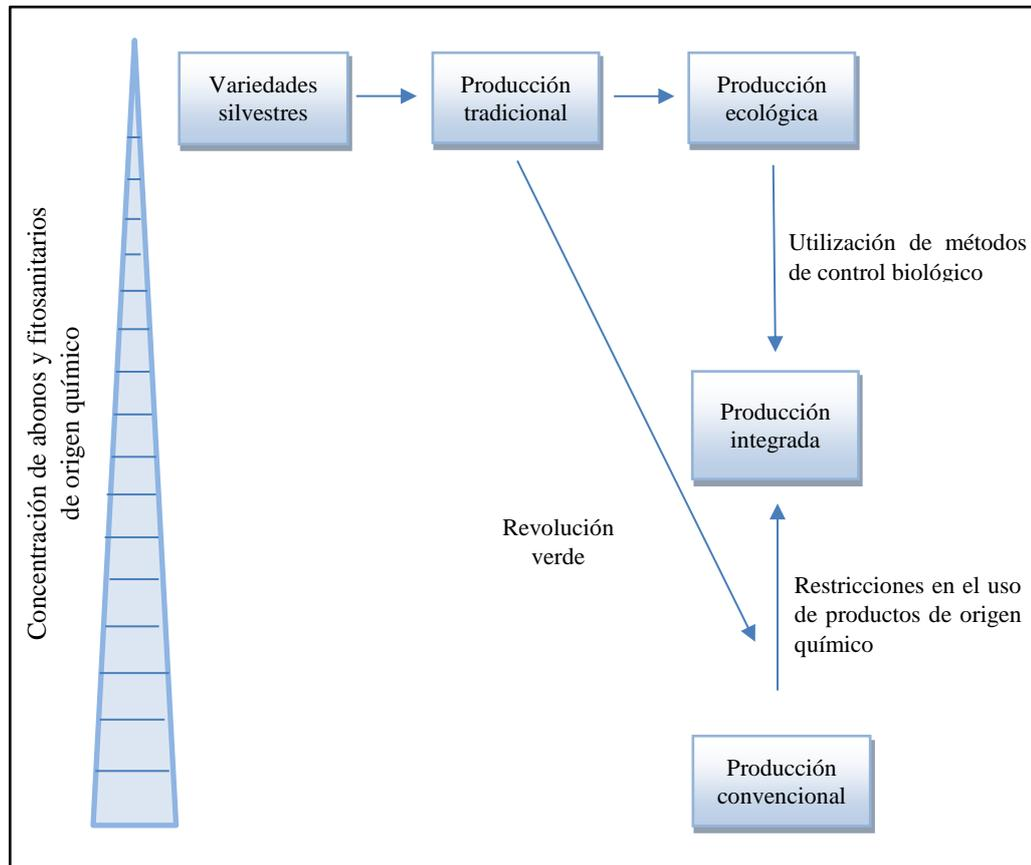 Variedades
silvestres
Producción
tradicional
Producción
ecológica
Concentración de abonos y fitosanitarios
de origen químico
Utilización de métodos
de control biológico
Producción
integrada
Revolución
verde
Restricciones en el uso
de productos de origen
químico
Producción
convencional